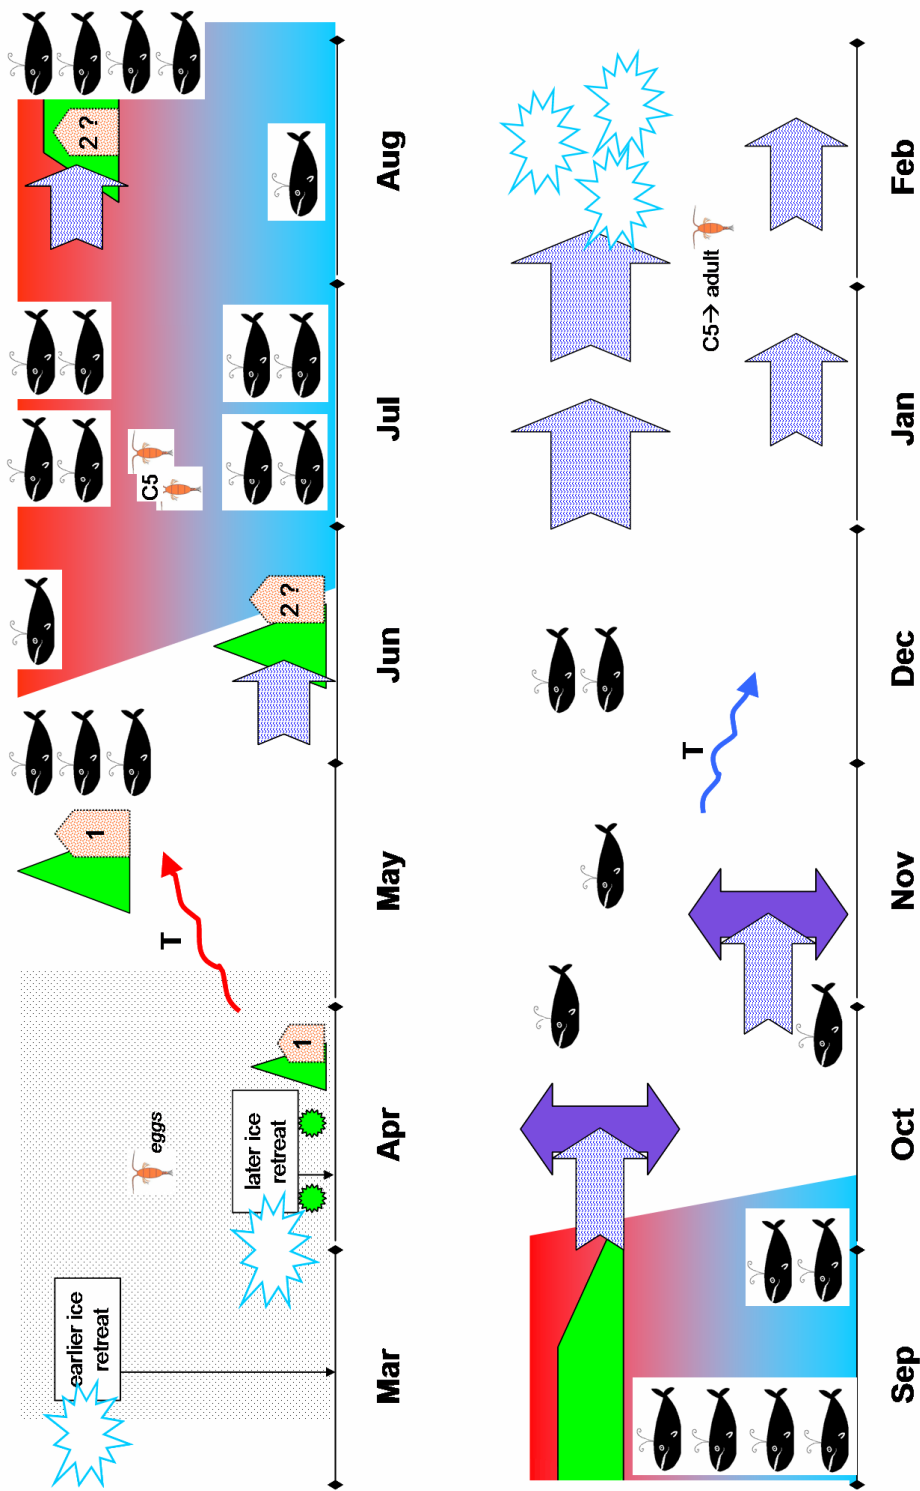 earlier ice
retreat
eggs
later ice
retreat
1
T
1
2 ?
C5
2 ?
Mar
Apr
May
Jun
Jul
Aug
T
C5→ adult
Sep
Oct
Nov
Dec
Jan
Feb